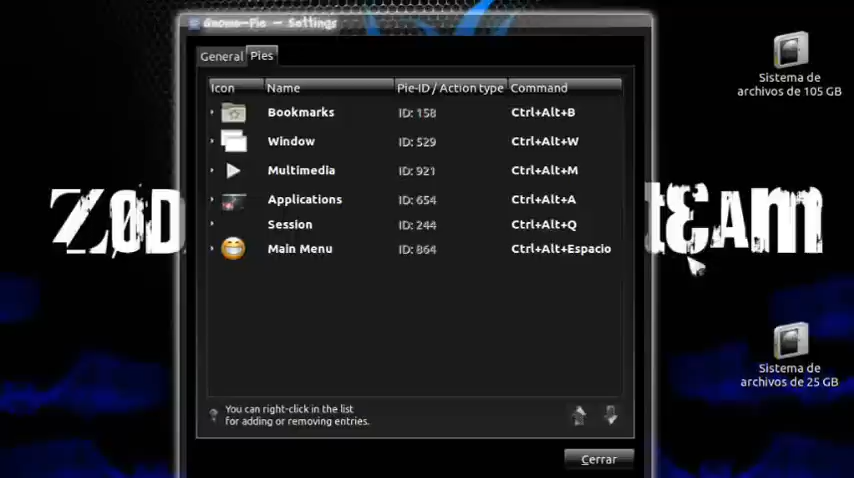 Gnome-Pie - Settings
General Pies
Icon Name Pie-ID / Action type Command
Bookmarks ID: 158 Ctrl+Alt+B
Window ID: 529 Ctrl+Alt+W
Multimedia ID: 921 Ctrl+Alt+M
Applications ID: 654 Ctrl+Alt+A
Session ID: 244 Ctrl+Alt+Q
Main Menu ID: 864 Ctrl+Alt+Espacio
You can right-click in the list
for adding or removing entries.
Cerrar
Sistema de
archivos de 105 GB
Sistema de
archivos de 25 GB